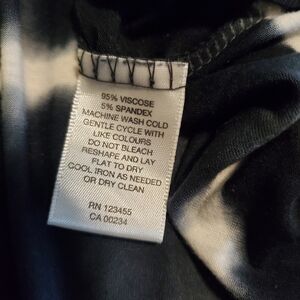 95% VISCOSE
5% SPANDEX
MACHINE WASH COLD
GENTLE CYCLE WITH
LIKE COLOURS
DO NOT BLEACH
RESHAPE AND LAY
FLAT TO DRY
COOL IRON AS NEEDED
OR DRY CLEAN
RN 123455
CA 00234